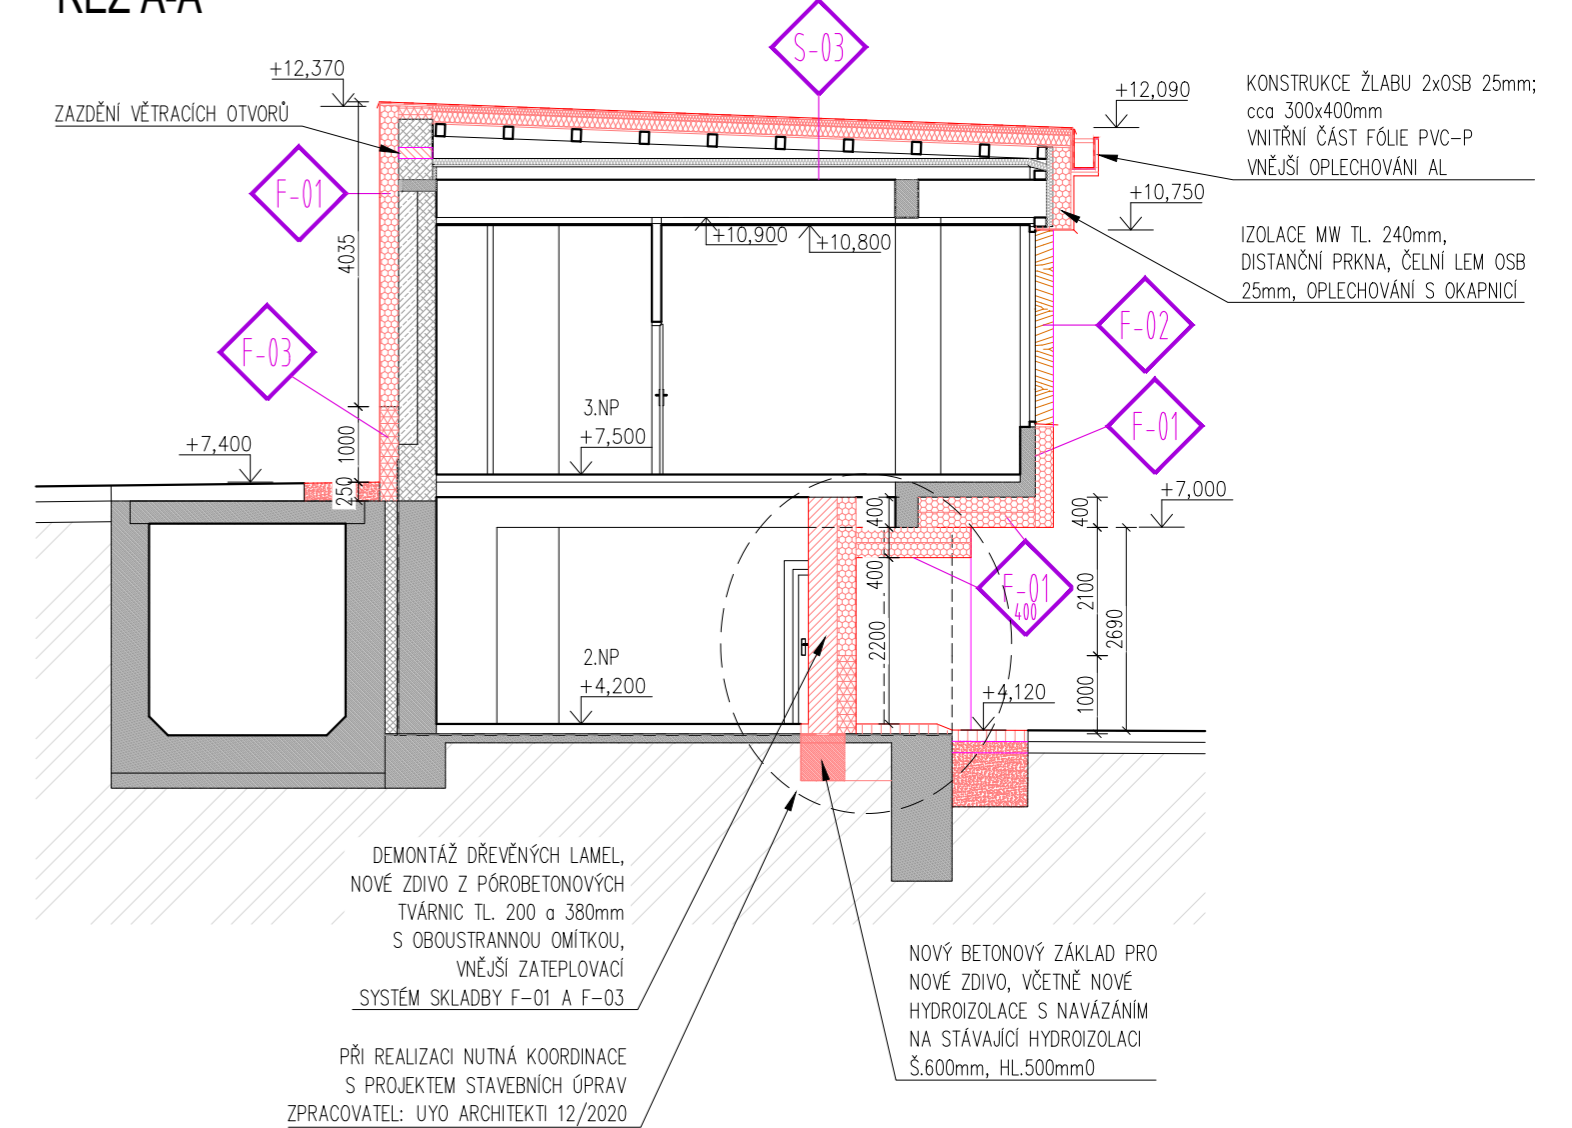 ŘEZ A-A
S-03
+12,370
+12,090
ZAZDĚNÍ VĚTRACÍCH OTVORŮ
KONSTRUKCE ŽLABU 2xOSB 25mm;
cca 300x400mm
VNITŘNÍ ČÁST FÓLIE PVC-P
VNĚJŠÍ OPLECHOVÁNI AL
F-01
+10,750
+10,900
+10,800
IZOLACE MW TL. 240mm,
DISTANČNÍ PRKNA, ČELNÍ LEM OSB
25mm, OPLECHOVÁNÍ S OKAPNICÍ
4035
F-03
F-02
F-01
3.NP
+7,500
+7,400
1000
250
+7,000
400
400
400
F-01
400
2100
2690
2200
1000
2.NP
+4,200
+4,120
DEMONTÁŽ DŘEVĚNÝCH LAMEL,
NOVÉ ZDIVO Z PÓROBETONOVÝCH
TVÁRNIC TL. 200 a 380mm
S OBOUSTRANNOU OMÍTKOU,
VNĚJŠÍ ZATEPLOVACÍ
SYSTÉM SKLADBY F-01 A F-03
PŘI REALIZACI NUTNÁ KOORDINACE
S PROJEKTEM STAVEBNÍCH ÚPRAV
ZPRACOVATEL: UYO ARCHITEKTI 12/2020
NOVÝ BETONOVÝ ZÁKLAD PRO
NOVÉ ZDIVO, VČETNĚ NOVÉ
HYDROIZOLACE S NAVÁZÁNÍM
NA STÁVAJÍCÍ HYDROIZOLACI
Š.600mm, HL.500mm0